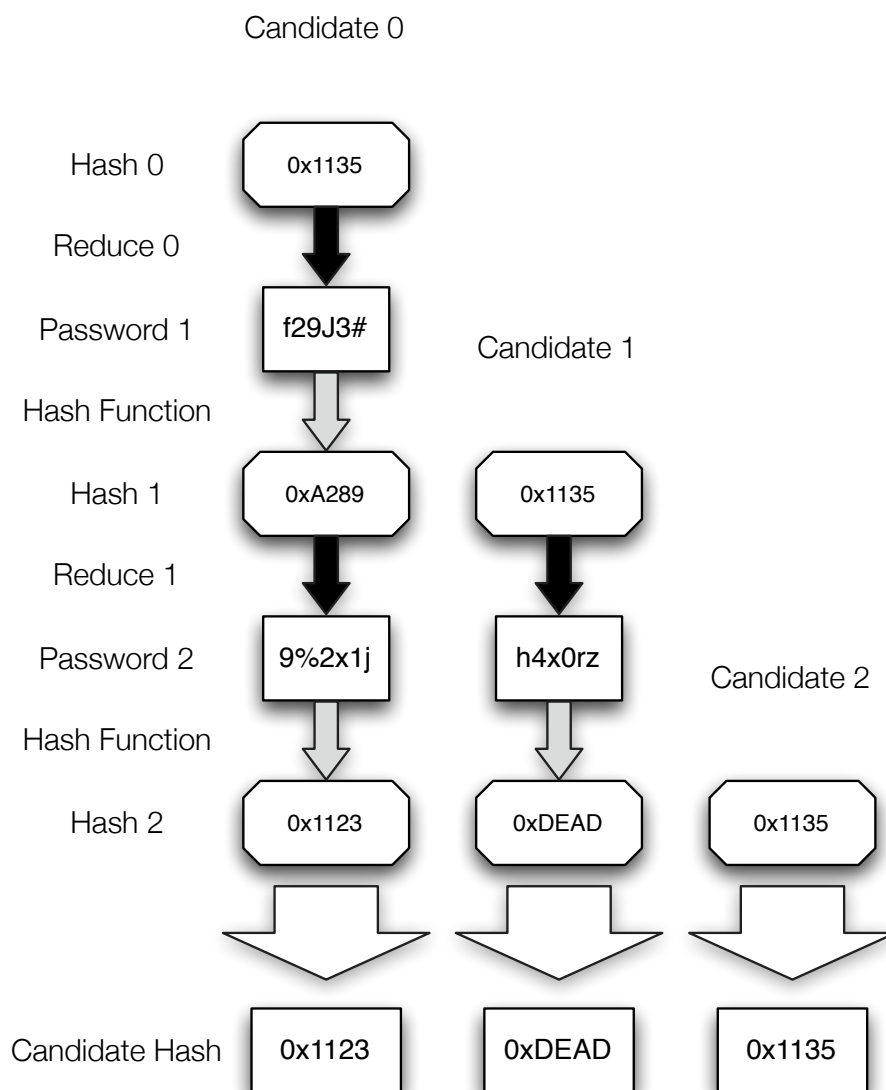 Candidate 0
Hash 0 0x1135
Reduce 0
Password 1 f29J3#
Candidate 1
Hash Function
Hash 1 0xA289 0x1135
Reduce 1
Password 2 9%2x1j h4x0rz
Candidate 2
Hash Function
Hash 2 0x1123 0xDEAD 0x1135
Candidate Hash 0x1123 0xDEAD 0x1135